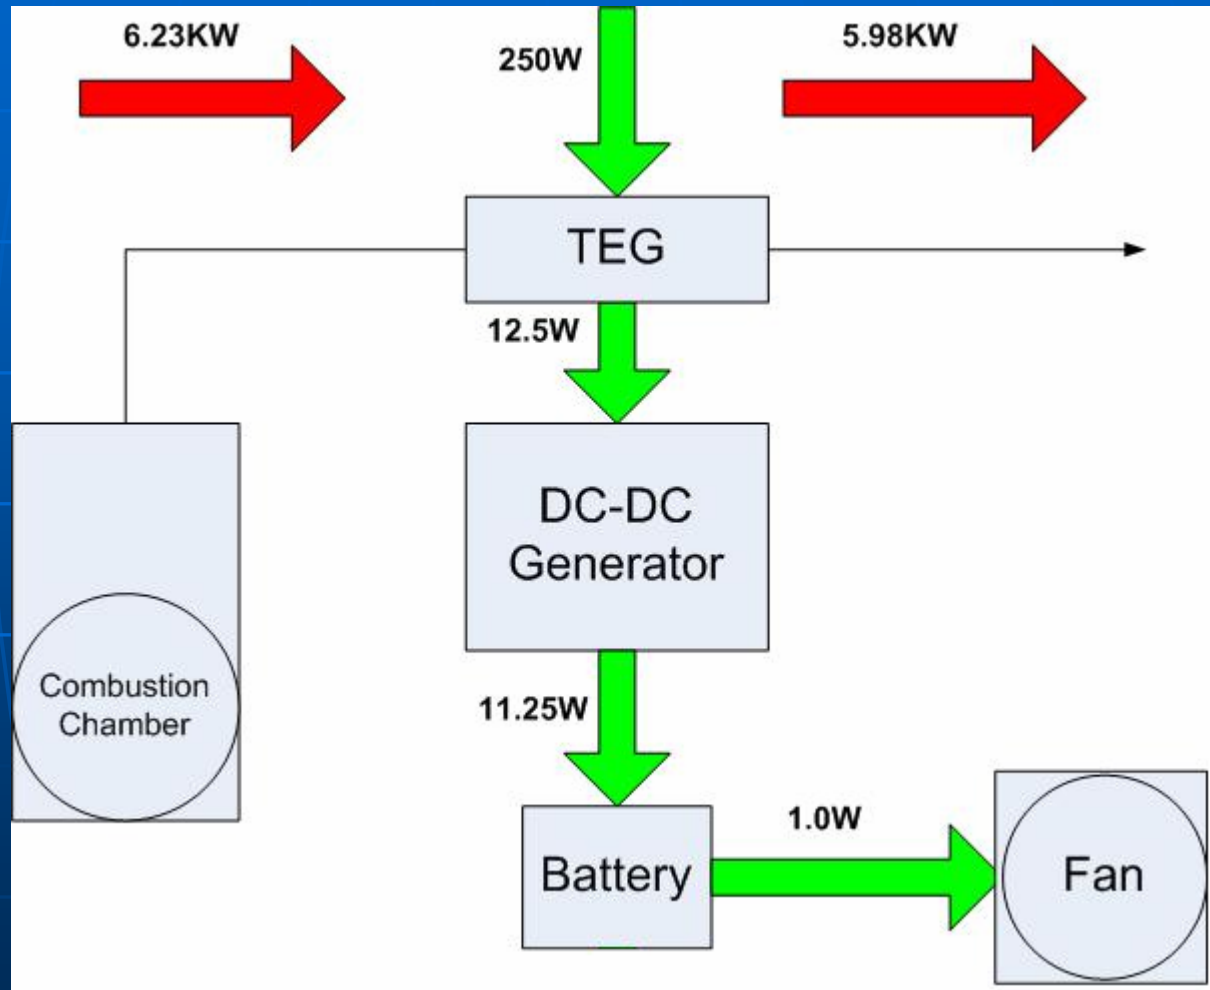 6.23KW
250W
5.98KW
TEG
12.5W
DC-DC
Generator
Combustion
Chamber
11.25W
1.0W
Battery
Fan